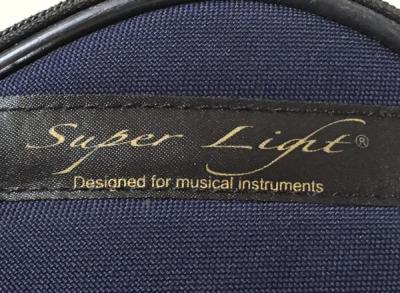 Super Light®
Designed for musical instruments